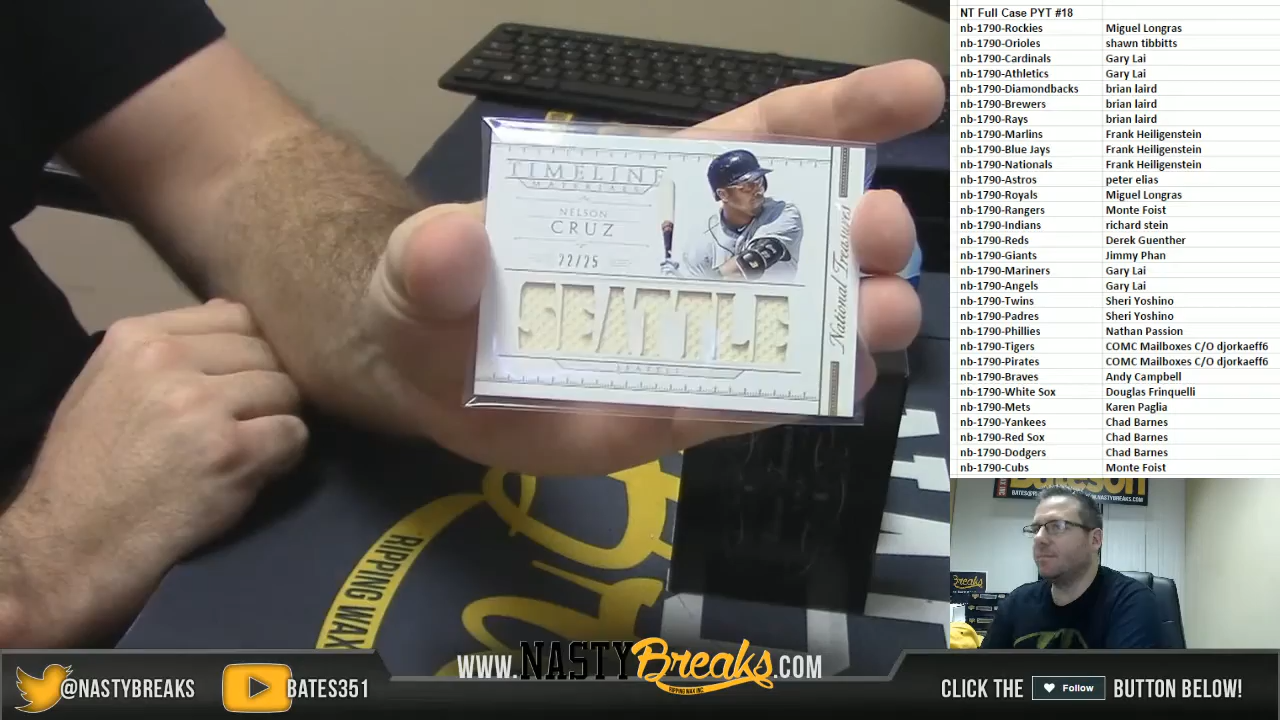 TIMELINE
MATERIALS
NELSON
CRUZ
22/25
SEATTLE
SEATTLE
National Treasures
RIPPING WAX
NT Full Case PYT #18
nb-1790-Rockies Miguel Longras
nb-1790-Orioles shawn tibbitts
nb-1790-Cardinals Gary Lai
nb-1790-Athletics Gary Lai
nb-1790-Diamondbacks brian laird
nb-1790-Brewers brian laird
nb-1790-Rays brian laird
nb-1790-Marlins Frank Heiligenstein
nb-1790-Blue Jays Frank Heiligenstein
nb-1790-Nationals Frank Heiligenstein
nb-1790-Astros peter elias
nb-1790-Royals Miguel Longras
nb-1790-Rangers Monte Foist
nb-1790-Indians richard stein
nb-1790-Reds Derek Guenther
nb-1790-Giants Jimmy Phan
nb-1790-Mariners Gary Lai
nb-1790-Angels Gary Lai
nb-1790-Twins Sheri Yoshino
nb-1790-Padres Sheri Yoshino
nb-1790-Phillies Nathan Passion
nb-1790-Tigers COMC Mailboxes C/O djorkaeff6
nb-1790-Pirates COMC Mailboxes C/O djorkaeff6
nb-1790-Braves Andy Campbell
nb-1790-White Sox Douglas Frinquelli
nb-1790-Mets Karen Paglia
nb-1790-Yankees Chad Barnes
nb-1790-Red Sox Chad Barnes
nb-1790-Dodgers Chad Barnes
nb-1790-Cubs Monte Foist
Breaks
@NASTYBREAKS
BATES351
WWW.NASTYBreaks.COM
RIPPING WAX INC
CLICK THE Follow BUTTON BELOW!